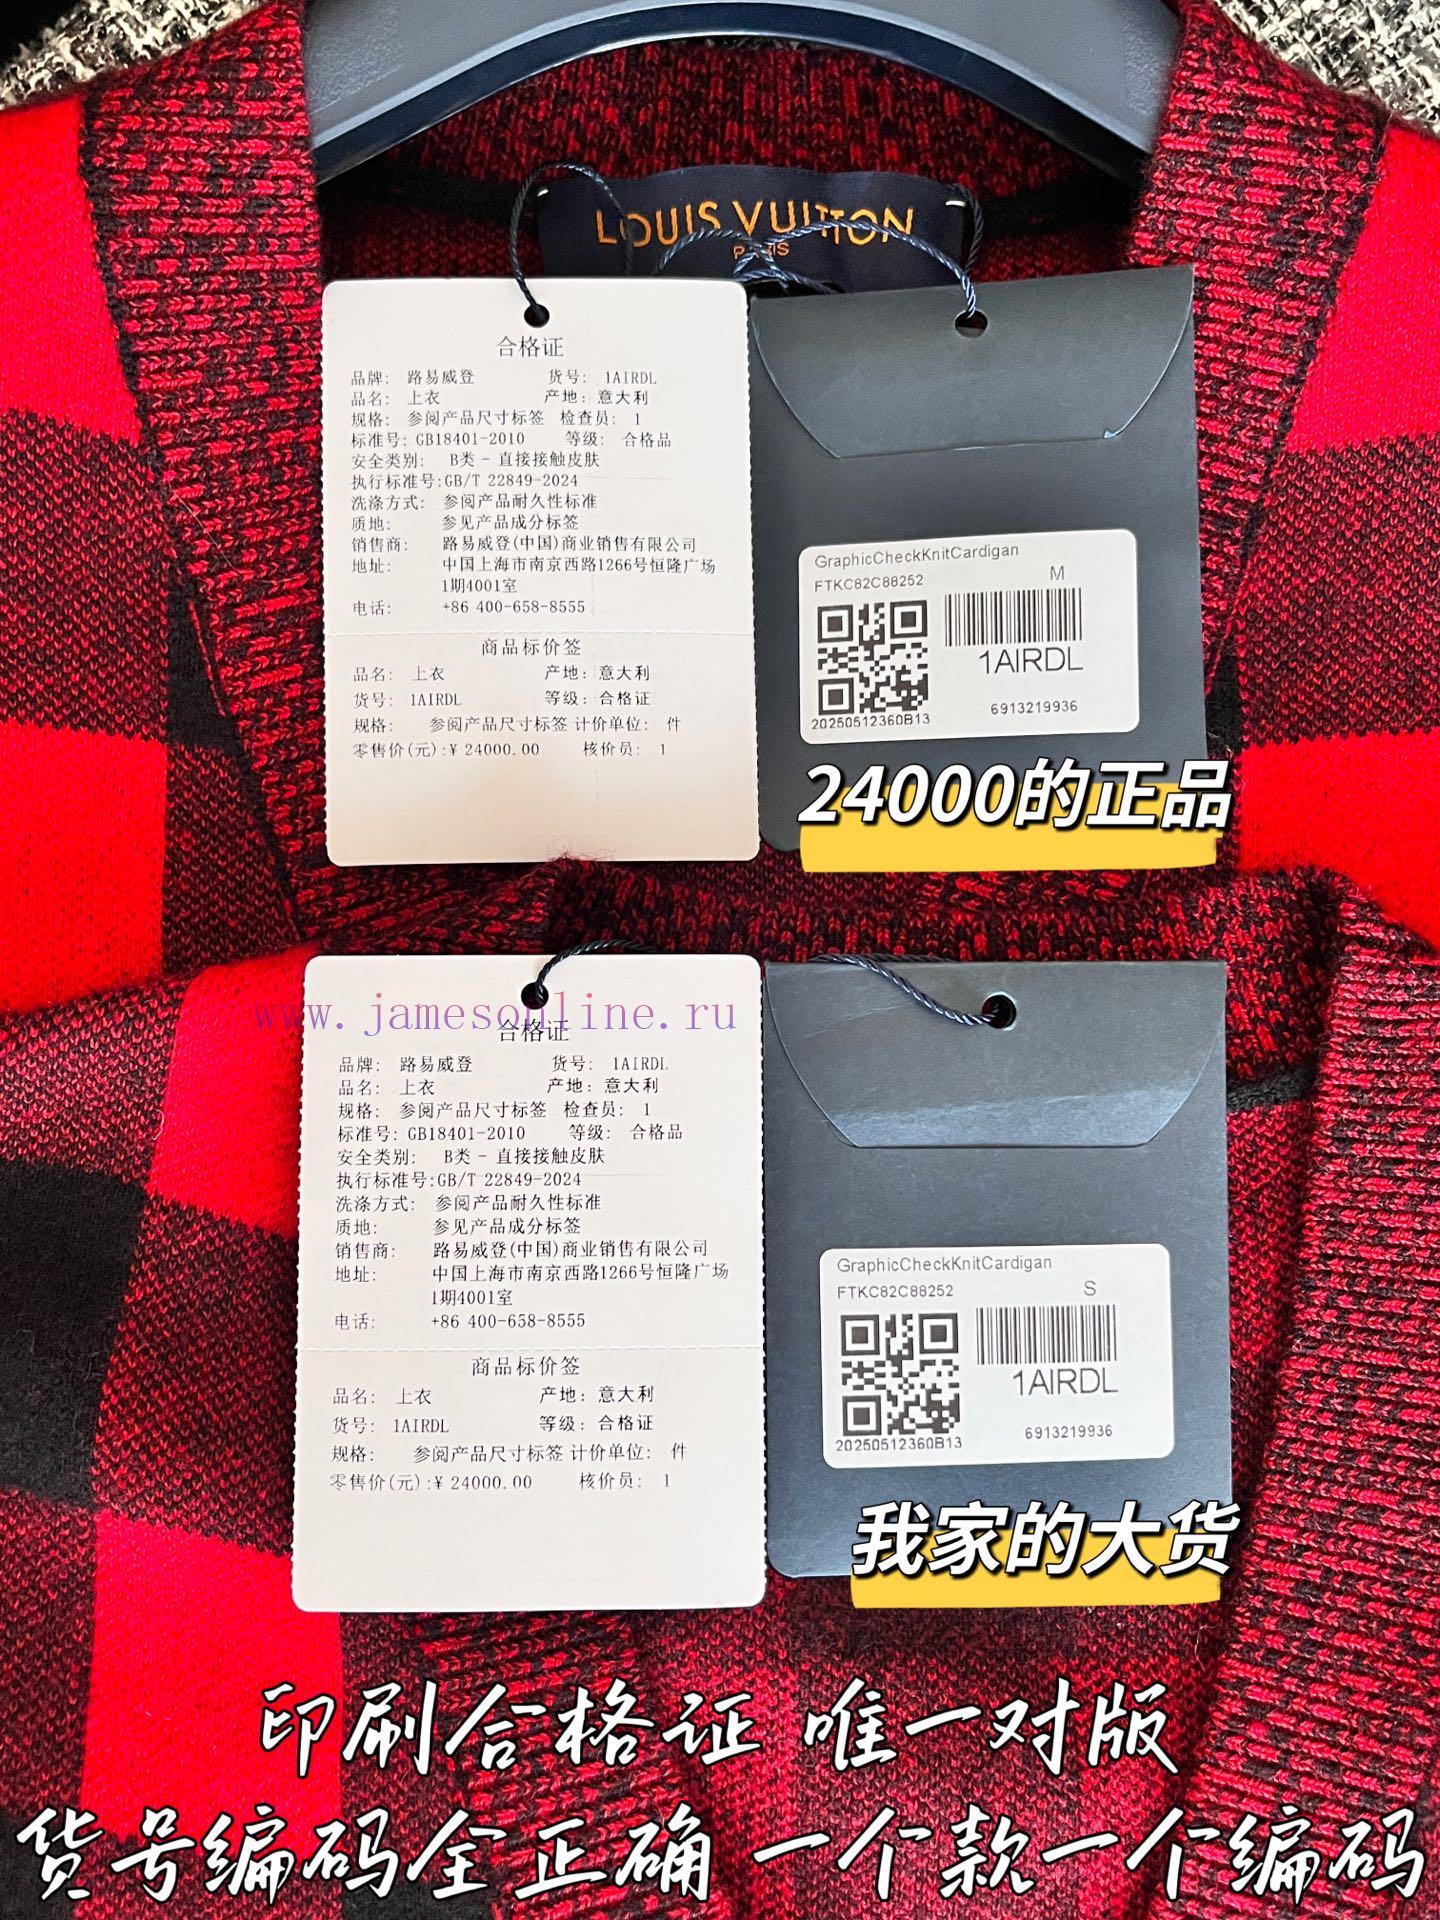 LOUIS VUITTON
PARIS
合格证
品牌: 路易威登 货号: 1AIRDL
品名: 上衣 产地: 意大利
规格: 参阅产品尺寸标签 检查员: 1
标准号: GB18401-2010 等级: 合格品
安全类别: B类 - 直接接触皮肤
执行标准号:GB/T 22849-2024
洗涤方式: 参阅产品耐久性标准
质地: 参见产品成分标签
销售商: 路易威登(中国)商业销售有限公司
地址: 中国上海市南京西路1266号恒隆广场
1期4001室
电话: +86 400-658-8555
商品标价签
品名: 上衣 产地: 意大利
货号: 1AIRDL 等级: 合格证
规格: 参阅产品尺寸标签 计价单位: 件
零售价(元):¥ 24000.00 核价员: 1
GraphicCheckKnitCardigan
FTKC82C88252 M
1AIRDL
20250512360B13 6913219936
24000的正品
www.jamesonline.ru
合格证
品牌: 路易威登 货号: 1AIRDL
品名: 上衣 产地: 意大利
规格: 参阅产品尺寸标签 检查员: 1
标准号: GB18401-2010 等级: 合格品
安全类别: B类 - 直接接触皮肤
执行标准号:GB/T 22849-2024
洗涤方式: 参阅产品耐久性标准
质地: 参见产品成分标签
销售商: 路易威登(中国)商业销售有限公司
地址: 中国上海市南京西路1266号恒隆广场
1期4001室
电话: +86 400-658-8555
商品标价签
品名: 上衣 产地: 意大利
货号: 1AIRDL 等级: 合格证
规格: 参阅产品尺寸标签 计价单位: 件
零售价(元):¥ 24000.00 核价员: 1
GraphicCheckKnitCardigan
FTKC82C88252 S
1AIRDL
20250512360B13 6913219936
我家的大货
印刷合格证 唯一对版
货号编码全正确 一个款一个编码